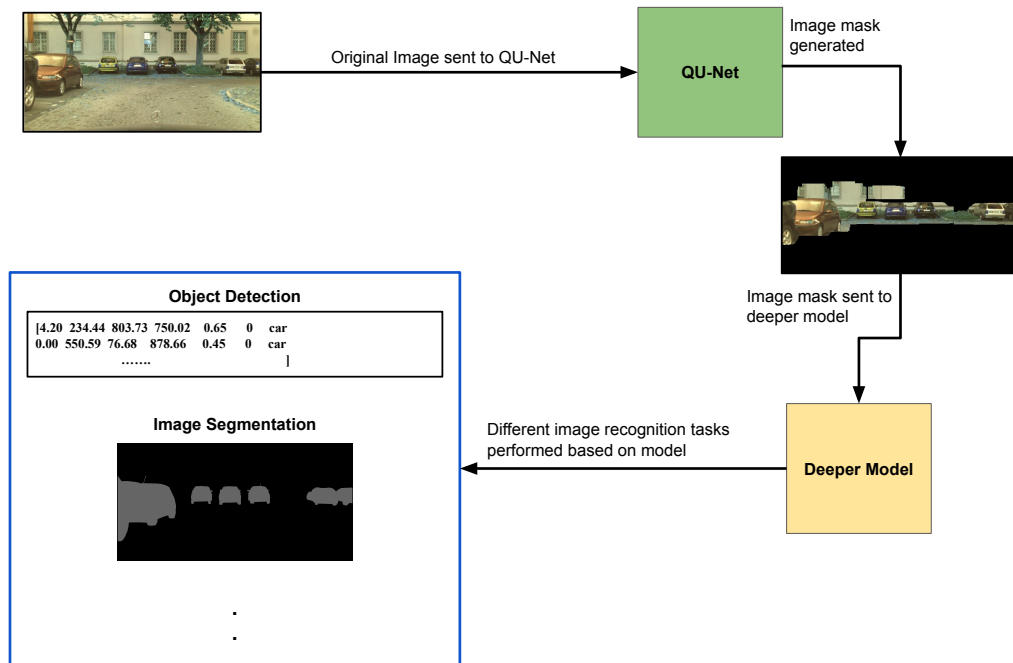 Original Image sent to QU-Net
QU-Net
Image mask
generated
Image mask sent to
deeper model
Deeper Model
Different image recognition tasks
performed based on model
Object Detection
[4.20 234.44 803.73 750.02 0.65 0 car
0.00 550.59 76.68 878.66 0.45 0 car
……. ]
Image Segmentation
.
.